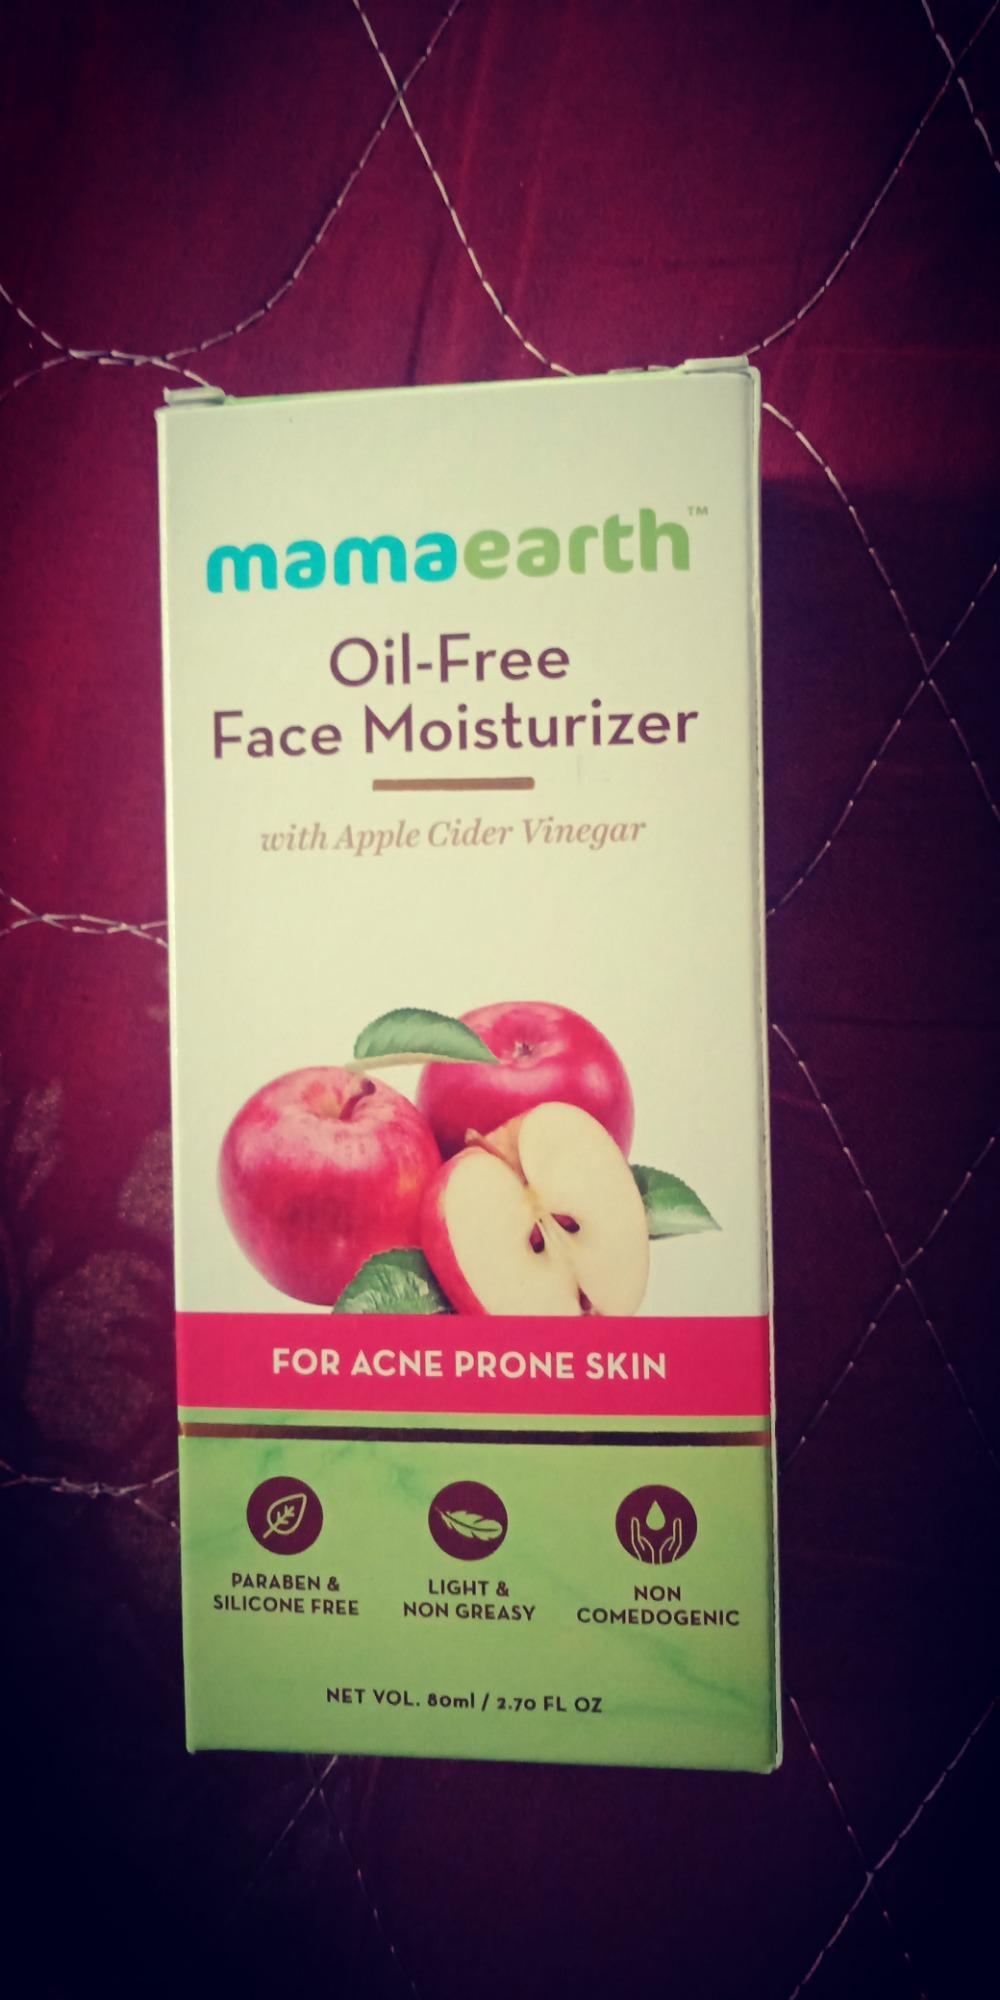 mamaearth™
Oil-Free
Face Moisturizer
with Apple Cider Vinegar
FOR ACNE PRONE SKIN
PARABEN &
SILICONE FREE
LIGHT &
NON GREASY
NON
COMEDOGENIC
NET VOL. 80ml / 2.70 FL OZ